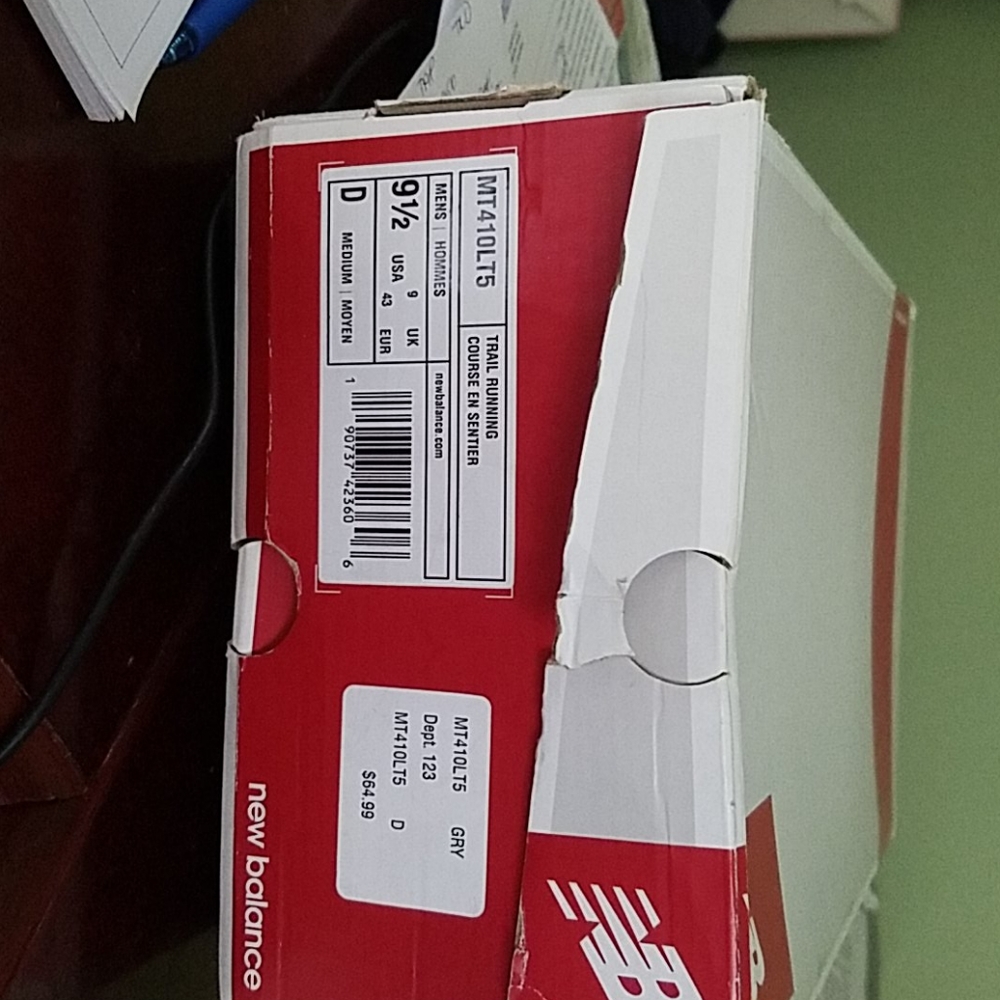 MT410LT5
TRAIL RUNNING
COURSE EN SENTIER
MENS | HOMMES
newbalance.com
9½ USA 9 UK
43 EUR
D MEDIUM | MOYEN
1 90737 42360 6
MT410LT5 GRY
Dept. 123
MT410LT5 D
$64.99
new balance